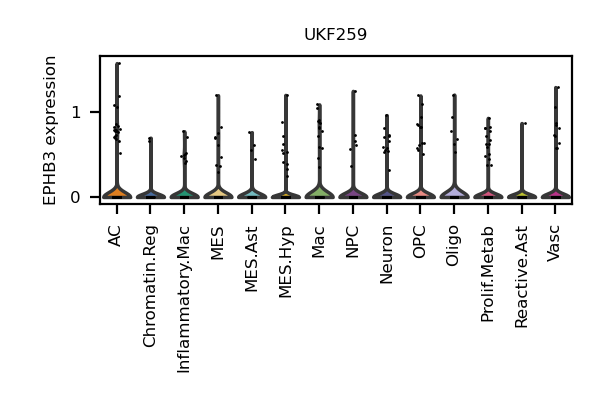 UKF259
EPHB3 expression
1
0
AC
Chromatin.Reg
Inflammatory.Mac
MES
MES.Ast
MES.Hyp
Mac
NPC
Neuron
OPC
Oligo
Prolif.Metab
Reactive.Ast
Vasc